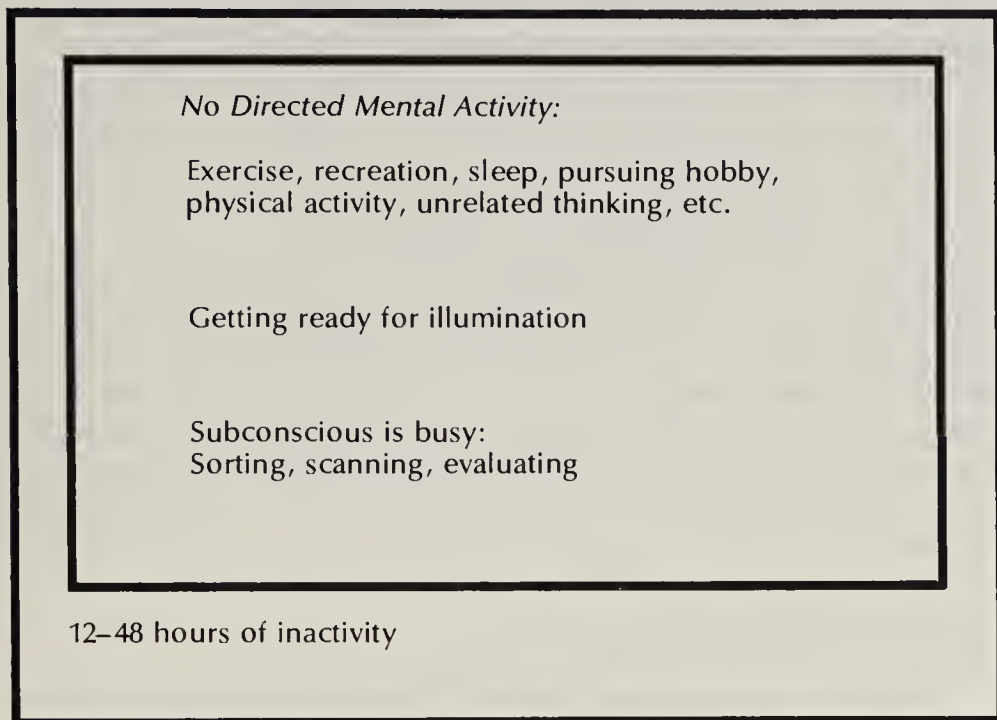 No Directed Mental Activity:
Exercise, recreation, sleep, pursuing hobby,
physical activity, unrelated thinking, etc.
Getting ready for illumination
Subconscious is busy:
Sorting, scanning, evaluating
12–48 hours of inactivity